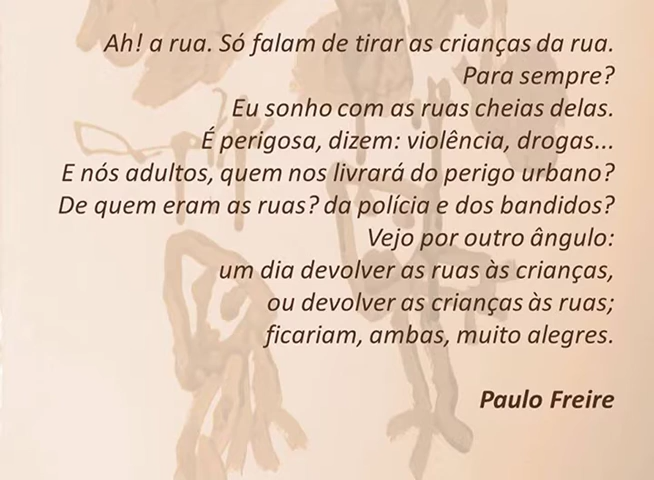 Ah! a rua. Só falam de tirar as crianças da rua.
Para sempre?
Eu sonho com as ruas cheias delas.
É perigosa, dizem: violência, drogas...
E nós adultos, quem nos livrará do perigo urbano?
De quem eram as ruas? da polícia e dos bandidos?
Vejo por outro ângulo:
um dia devolver as ruas às crianças,
ou devolver as crianças às ruas;
ficariam, ambas, muito alegres.
Paulo Freire